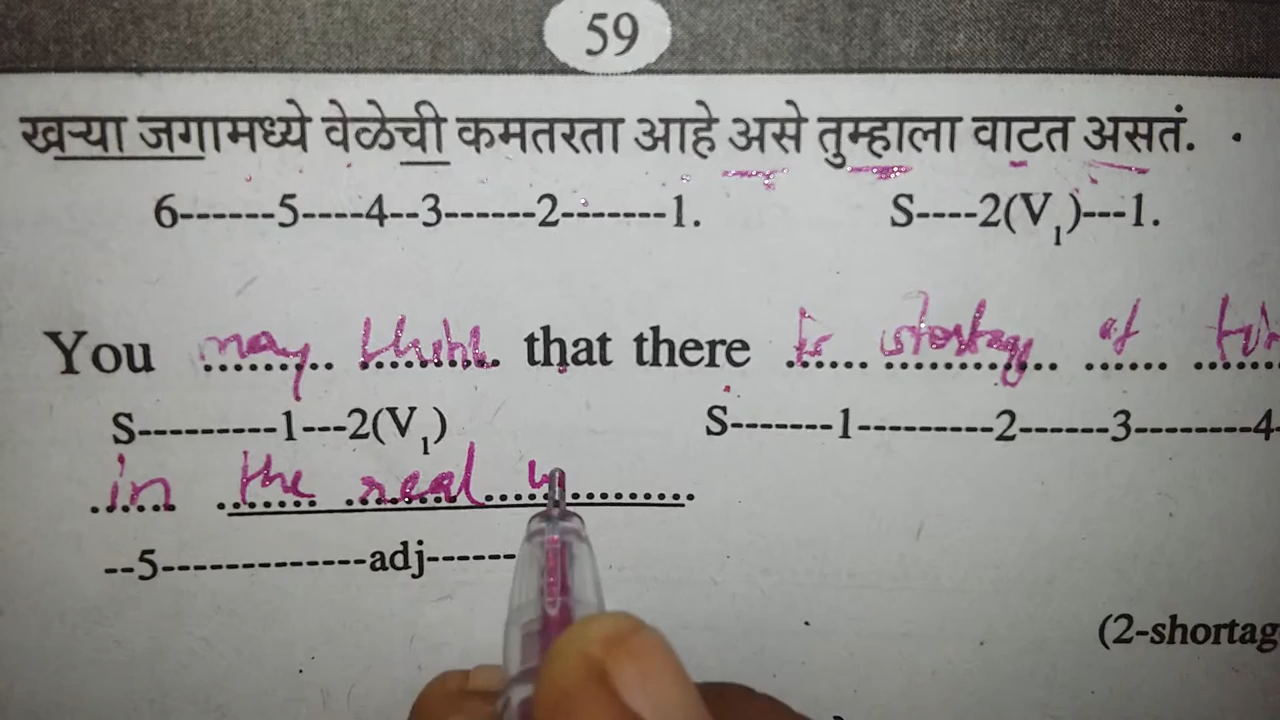 59
खऱ्या जगामध्ये वेळेची कमतरता आहे असे तुम्हाला वाटत असतं.
6------5----4--3------2-------1. S----2(V1)---1.
You may think that there is shortage of
S---------1---2(V1) S-------1---------2------3--------4-
in the real
--5-------------adj------
(2-shortag